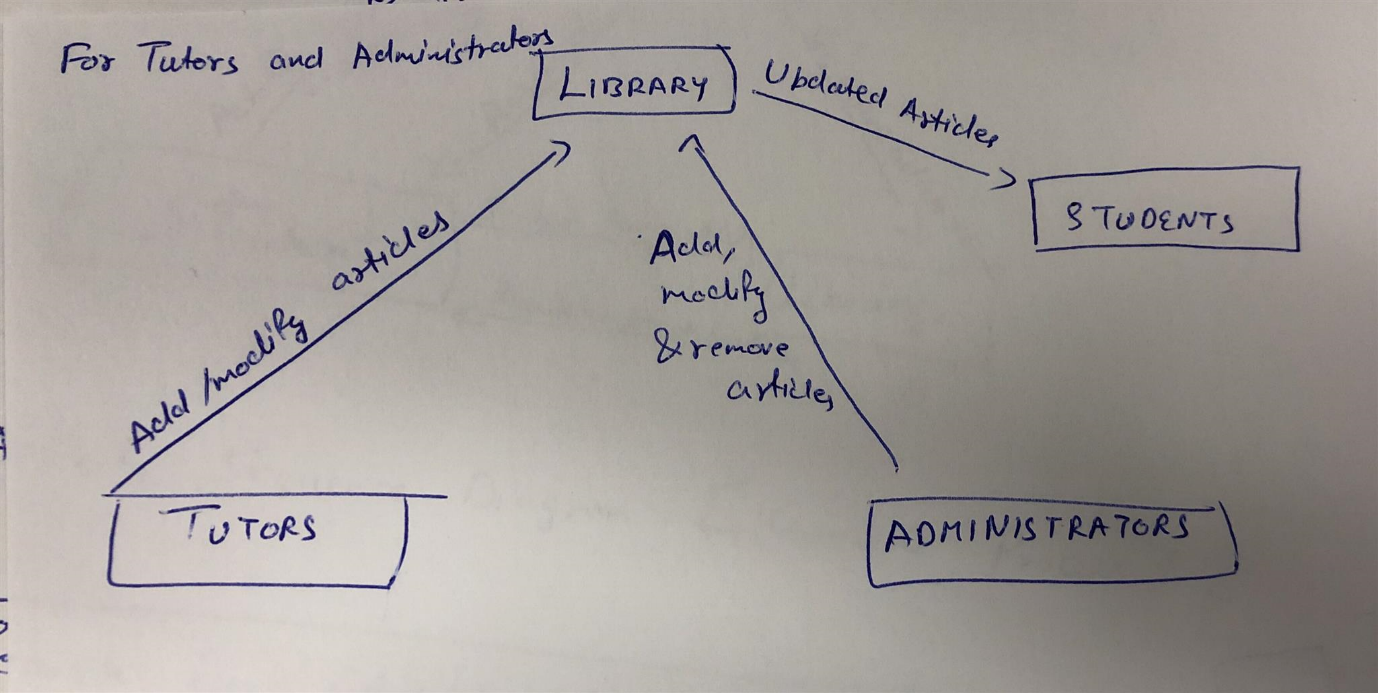 For Tutors and Administrators
LIBRARY
Updated Articles
STUDENTS
Add/modify articles
Add,
modify
& remove
articles
TUTORS
ADMINISTRATORS